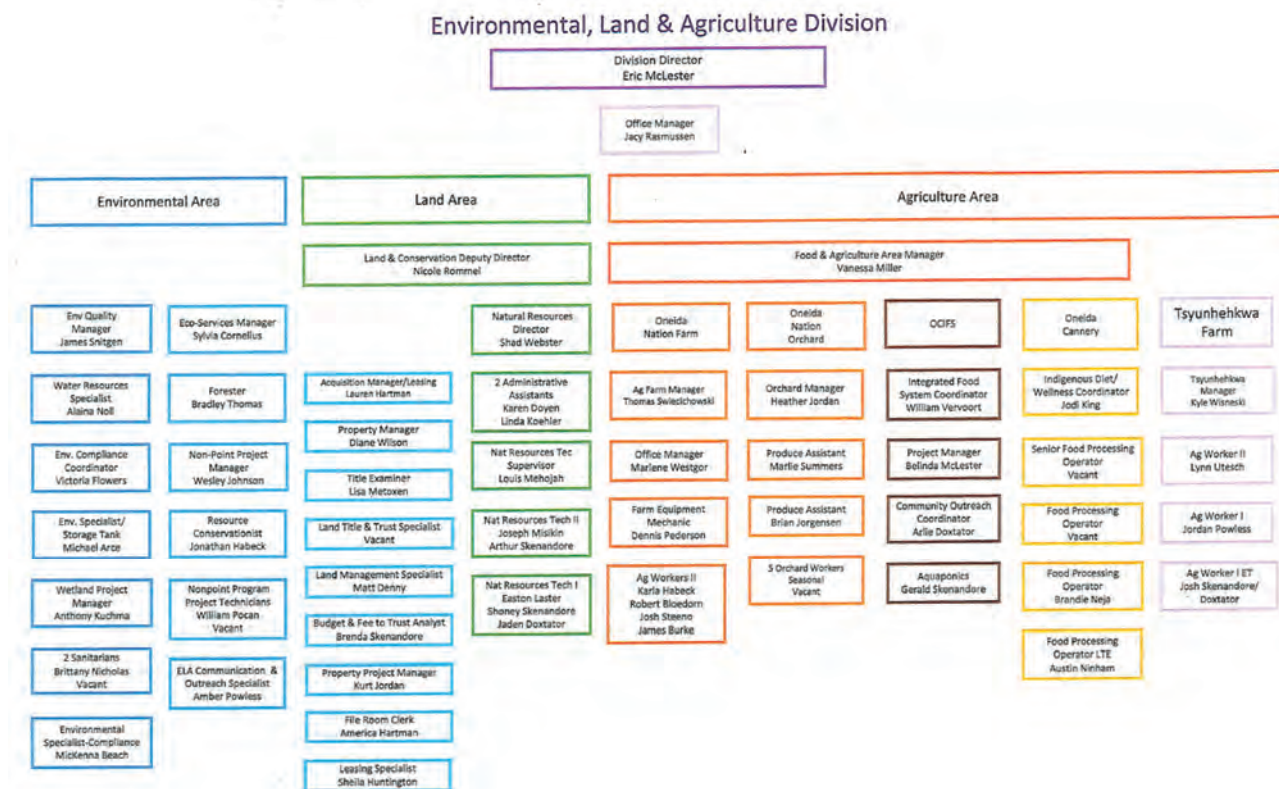 Environmental, Land & Agriculture Division
Division Director
Eric McLester
Office Manager
Jacy Rasmussen
Environmental Area
Land Area
Agriculture Area
Land & Conservation Deputy Director
Nicole Rommel
Food & Agriculture Area Manager
Vanessa Miller
Env Quality
Manager
James Snitgen
Water Resources
Specialist
Alaina Noll
Env. Compliance
Coordinator
Victoria Flowers
Env. Specialist/
Storage Tank
Michael Arce
Wetland Project
Manager
Anthony Kuchma
2 Sanitarians
Brittany Nicholas
Vacant
Environmental
Specialist-Compliance
McKenna Beach
Eco-Services Manager
Sylvia Cornelius
Forester
Bradley Thomas
Non-Point Project
Manager
Wesley Johnson
Resource
Conservationist
Jonathan Habeck
Nonpoint Program
Project Technicians
William Pocan
Vacant
ELA Communication &
Outreach Specialist
Amber Powless
Acquisition Manager/Leasing
Lauren Hartman
Property Manager
Diane Wilson
Title Examiner
Lisa Metoxen
Land Title & Trust Specialist
Vacant
Land Management Specialist
Matt Denny
Budget & Fee to Trust Analyst
Brenda Skenandore
Property Project Manager
Kurt Jordan
File Room Clerk
America Hartman
Leasing Specialist
Sheila Huntington
Natural Resources
Director
Shad Webster
2 Administrative
Assistants
Karen Doyen
Linda Koehler
Nat Resources Tec
Supervisor
Louis Mehojah
Nat Resources Tech II
Joseph Misikin
Arthur Skenandore
Nat Resources Tech I
Easton Laster
Shoney Skenandore
Jaden Doxtator
Oneida
Nation Farm
Ag Farm Manager
Thomas Swiecichowski
Office Manager
Marlene Westgor
Farm Equipment
Mechanic
Dennis Pederson
Ag Workers II
Karla Habeck
Robert Bloedorn
Josh Steeno
James Burke
Oneida
Nation
Orchard
Orchard Manager
Heather Jordan
Produce Assistant
Marlie Summers
Produce Assistant
Brian Jorgensen
5 Orchard Workers
Seasonal
Vacant
OCIFS
Integrated Food
System Coordinator
William Vervoort
Project Manager
Belinda McLester
Community Outreach
Coordinator
Arlie Doxtator
Aquaponics
Gerald Skenandore
Oneida
Cannery
Indigenous Diet/
Wellness Coordinator
Jodi King
Senior Food Processing
Operator
Vacant
Food Processing
Operator
Vacant
Food Processing
Operator
Brandie Neja
Food Processing
Operator LTE
Austin Ninham
Tsyunhehkwa
Farm
Tsyunhehkwa
Manager
Kyle Wisneski
Ag Worker II
Lynn Utesch
Ag Worker I
Jordan Powless
Ag Worker I ET
Josh Skenandore/
Doxtator